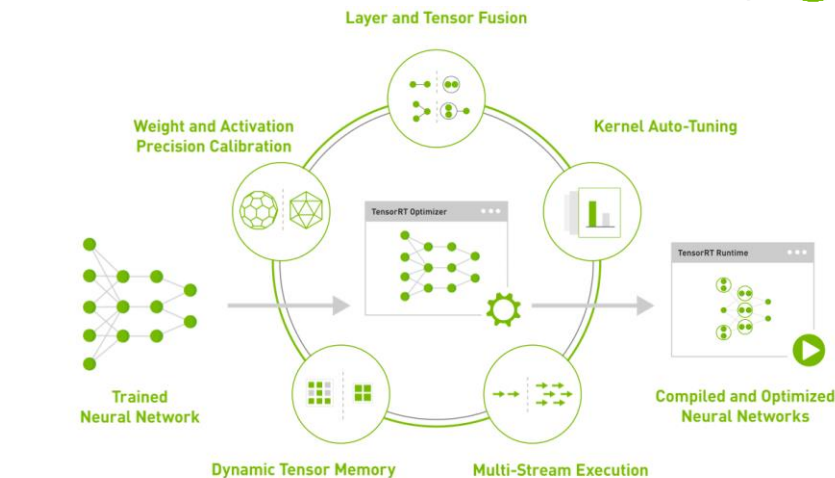 Layer and Tensor Fusion
Weight and Activation
Precision Calibration
Kernel Auto-Tuning
TensorRT Optimizer
TensorRT Runtime
Trained
Neural Network
Compiled and Optimized
Neural Networks
Dynamic Tensor Memory
Multi-Stream Execution